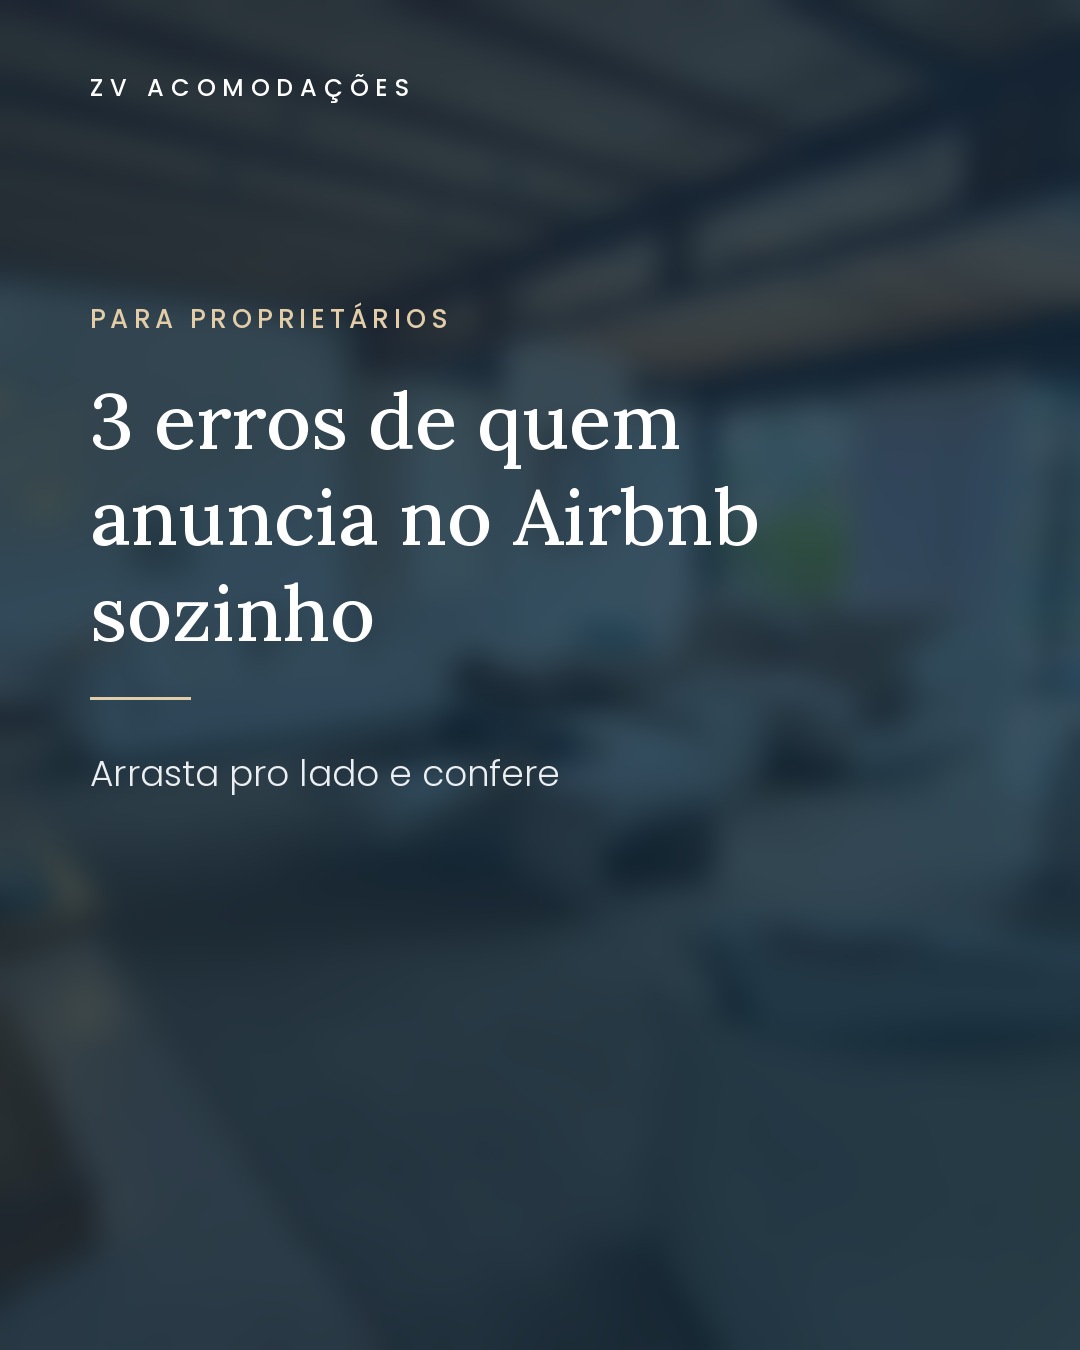 ZV ACOMODAÇÕES
PARA PROPRIETÁRIOS
3 erros de quem
anuncia no Airbnb
sozinho
Arrasta pro lado e confere